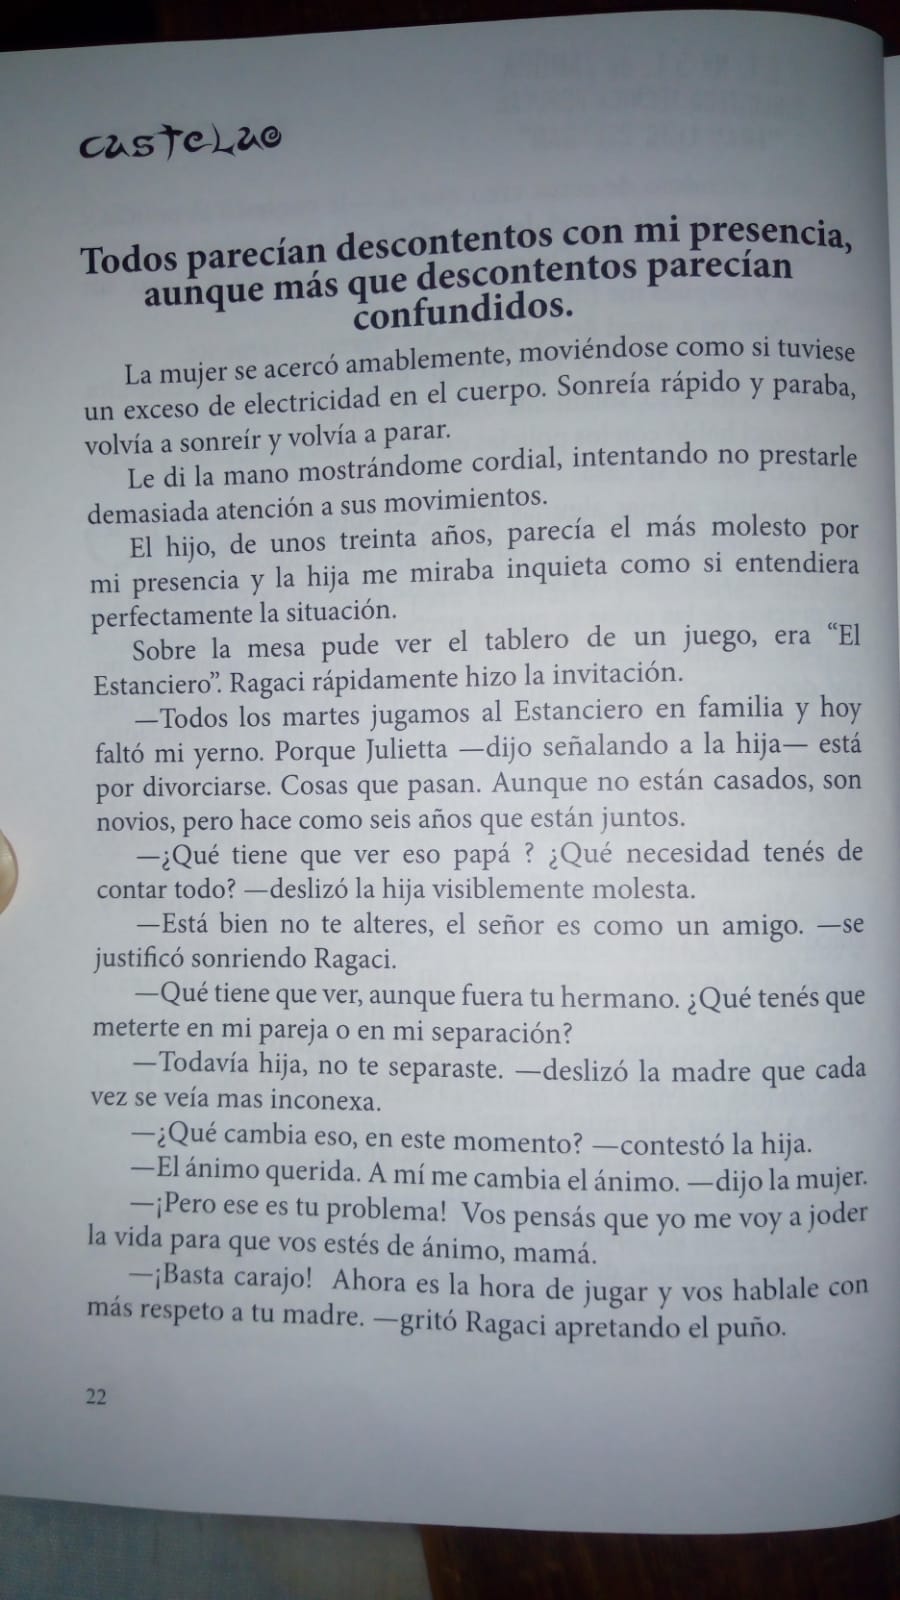 CASTELAO
Todos parecían descontentos con mi presencia,
aunque más que descontentos parecían
confundidos.
La mujer se acercó amablemente, moviéndose como si tuviese
un exceso de electricidad en el cuerpo. Sonreía rápido y paraba,
volvía a sonreír y volvía a parar.
Le di la mano mostrándome cordial, intentando no prestarle
demasiada atención a sus movimientos.
El hijo, de unos treinta años, parecía el más molesto por
mi presencia y la hija me miraba inquieta como si entendiera
perfectamente la situación.
Sobre la mesa pude ver el tablero de un juego, era “El
Estanciero”. Ragaci rápidamente hizo la invitación.
—Todos los martes jugamos al Estanciero en familia y hoy
faltó mi yerno. Porque Julietta —dijo señalando a la hija— está
por divorciarse. Cosas que pasan. Aunque no están casados, son
novios, pero hace como seis años que están juntos.
—¿Qué tiene que ver eso papá ? ¿Qué necesidad tenés de
contar todo? —deslizó la hija visiblemente molesta.
—Está bien no te alteres, el señor es como un amigo. —se
justificó sonriendo Ragaci.
—Qué tiene que ver, aunque fuera tu hermano. ¿Qué tenés que
meterte en mi pareja o en mi separación?
—Todavía hija, no te separaste. —deslizó la madre que cada
vez se veía mas inconexa.
—¿Qué cambia eso, en este momento? —contestó la hija.
—El ánimo querida. A mí me cambia el ánimo. —dijo la mujer.
—¡Pero ese es tu problema! Vos pensás que yo me voy a joder
la vida para que vos estés de ánimo, mamá.
—¡Basta carajo! Ahora es la hora de jugar y vos hablale con
más respeto a tu madre. —gritó Ragaci apretando el puño.
22